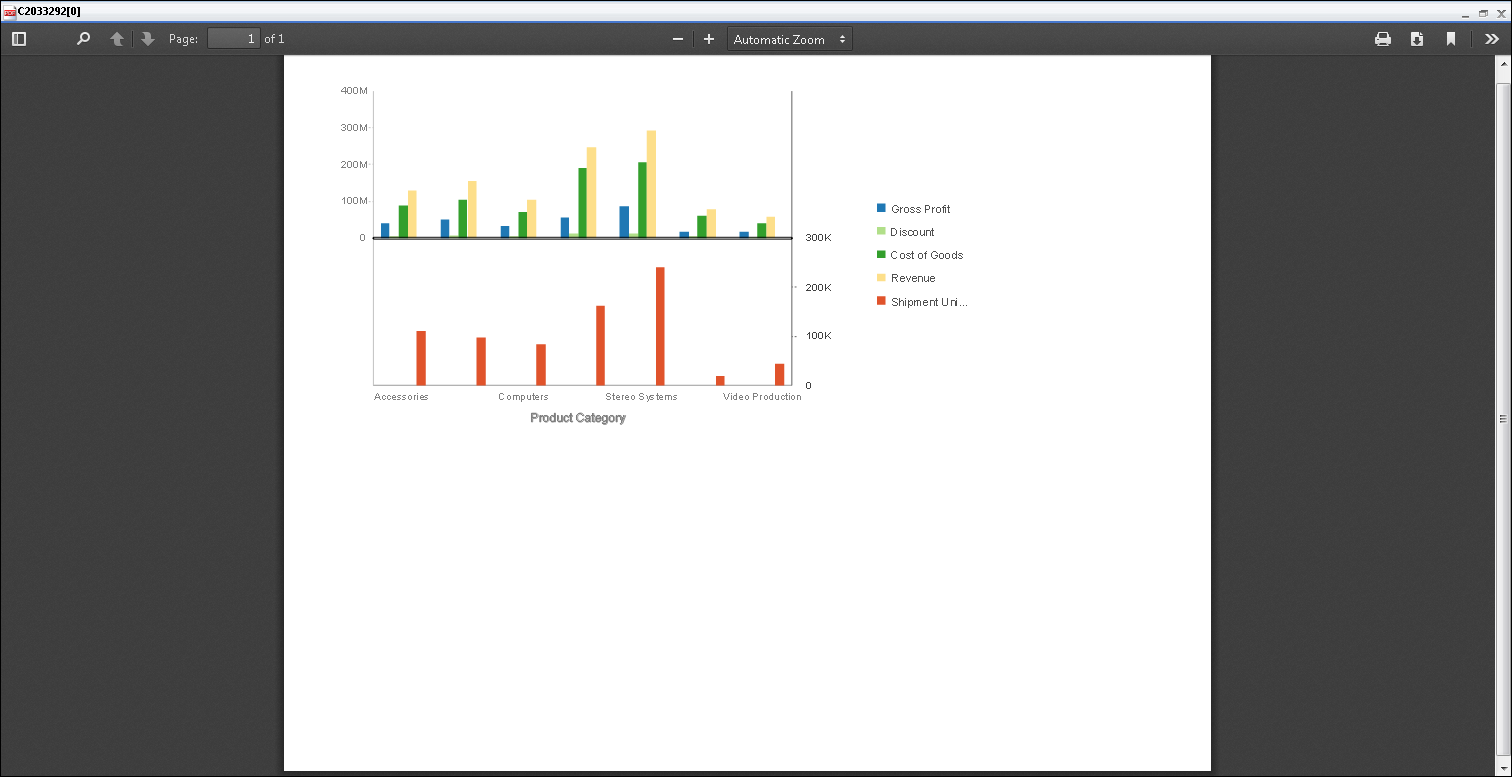 C2033292[0]
Page: 1 of 1
Automatic Zoom
400M
300M
200M
100M
0
300K
200K
100K
0
Accessories Computers Stereo Systems Video Production
Product Category
Gross Profit
Discount
Cost of Goods
Revenue
Shipment Uni...